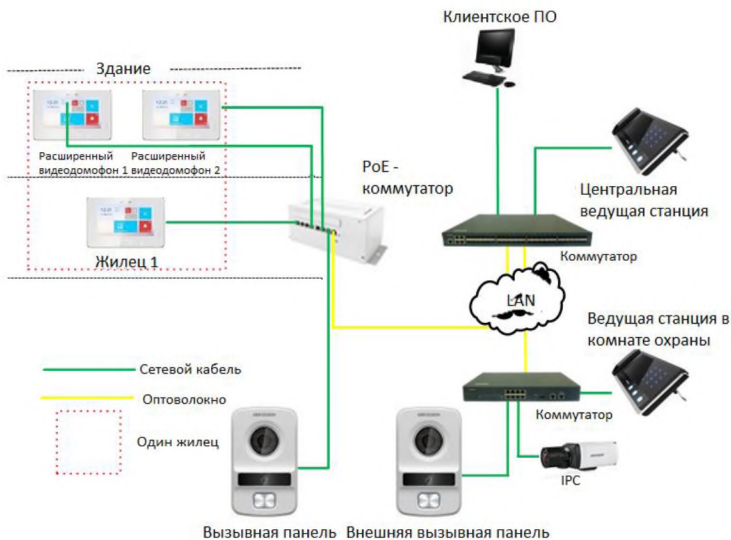 Клиентское ПО
Здание
Расширенный
видеодомофон 1
Расширенный
видеодомофон 2
PoE -
коммутатор
Центральная
ведущая станция
Жилец 1
Коммутатор
LAN
Ведущая станция в
комнате охраны
Сетевой кабель
Оптоволокно
Один жилец
Коммутатор
IPC
Вызывная панель
Внешняя вызывная панель